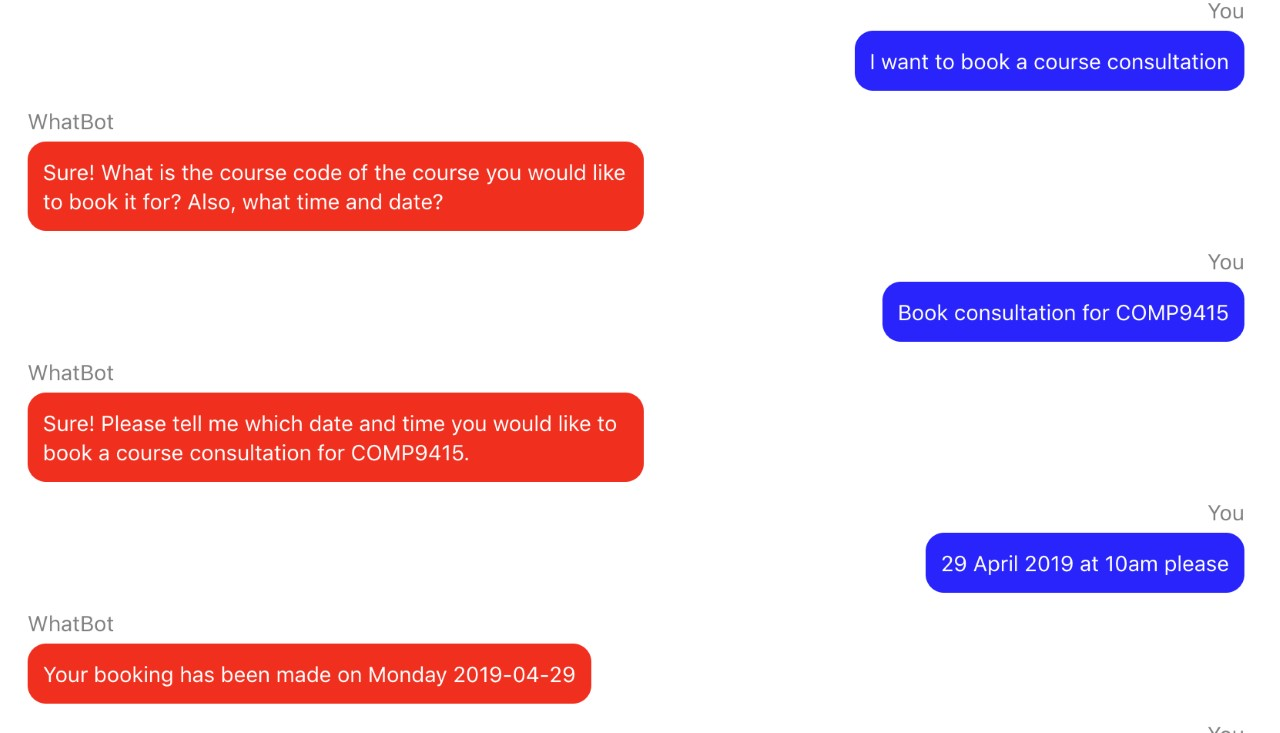 You
I want to book a course consultation
WhatBot
Sure! What is the course code of the course you would like
to book it for? Also, what time and date?
You
Book consultation for COMP9415
WhatBot
Sure! Please tell me which date and time you would like to
book a course consultation for COMP9415.
You
29 April 2019 at 10am please
WhatBot
Your booking has been made on Monday 2019-04-29
You